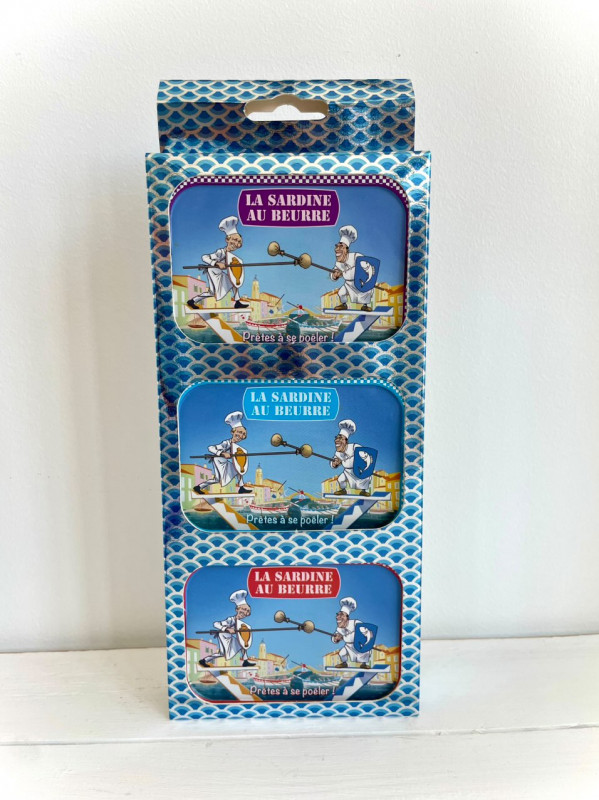 LA SARDINE
AU BEURRE
Prêtes à se poêler !
LA SARDINE
AU BEURRE
Prêtes à se poêler !
LA SARDINE
AU BEURRE
Prêtes à se poêler !